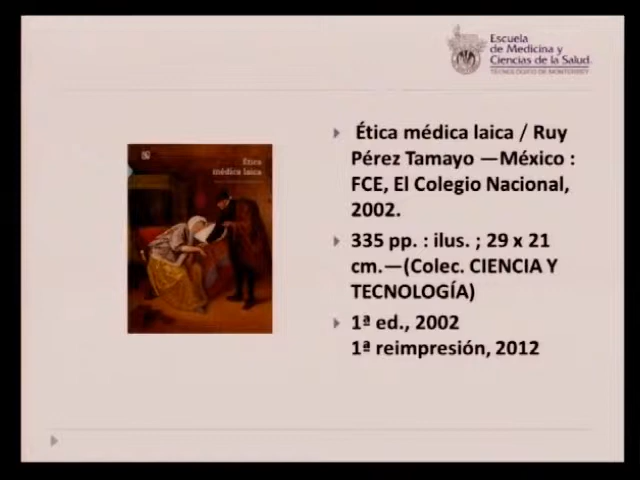 Escuela
de Medicina y
Ciencias de la Salud
TECNOLÓGICO DE MONTERREY
Ética
médica laica
Ética médica laica / Ruy
Pérez Tamayo —México :
FCE, El Colegio Nacional,
2002.
335 pp. : ilus. ; 29 x 21
cm.—(Colec. CIENCIA Y
TECNOLOGÍA)
1ª ed., 2002
1ª reimpresión, 2012